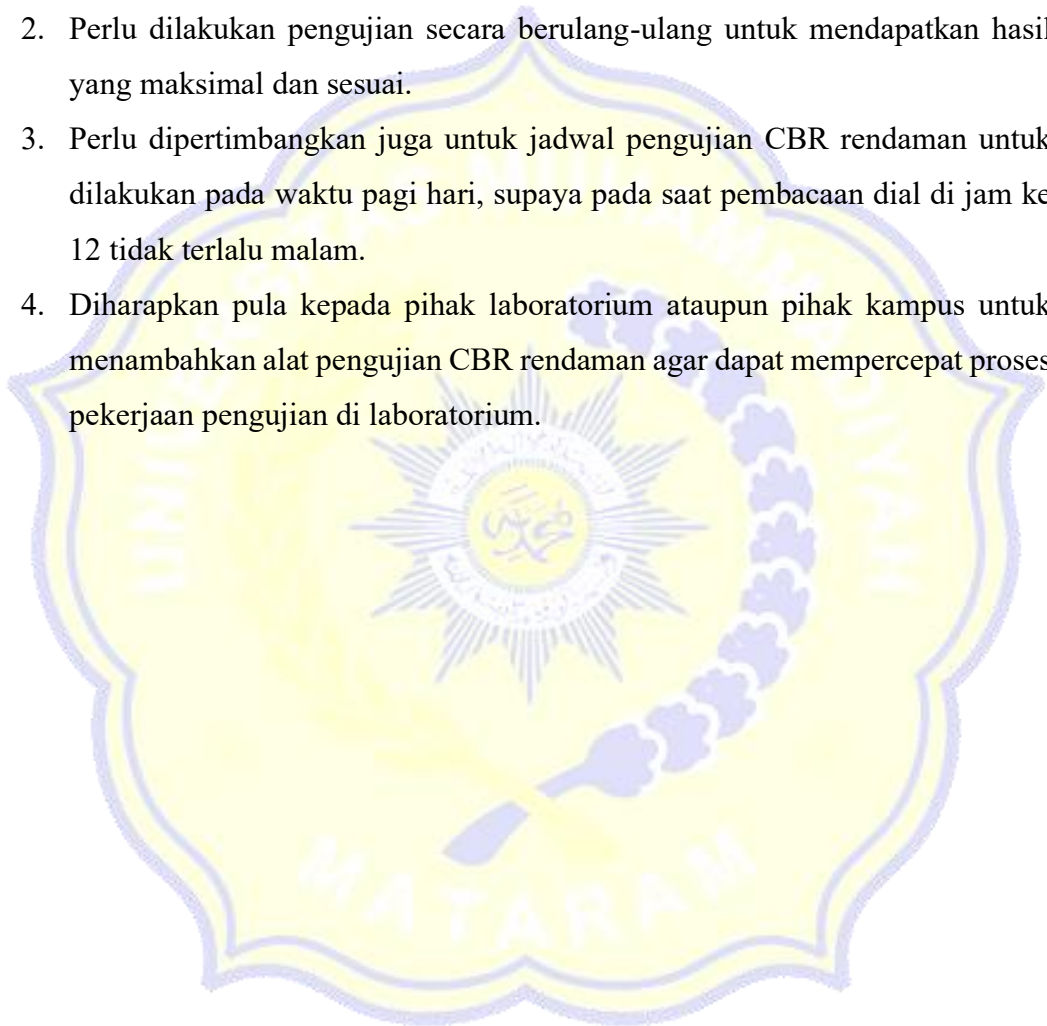 2. Perlu dilakukan pengujian secara berulang-ulang untuk mendapatkan hasil
yang maksimal dan sesuai.
3. Perlu dipertimbangkan juga untuk jadwal pengujian CBR rendaman untuk
dilakukan pada waktu pagi hari, supaya pada saat pembacaan dial di jam ke
12 tidak terlalu malam.
4. Diharapkan pula kepada pihak laboratorium ataupun pihak kampus untuk
menambahkan alat pengujian CBR rendaman agar dapat mempercepat proses
pekerjaan pengujian di laboratorium.
UNIVERSITAS MUHAMMADIYAH
MATARAM